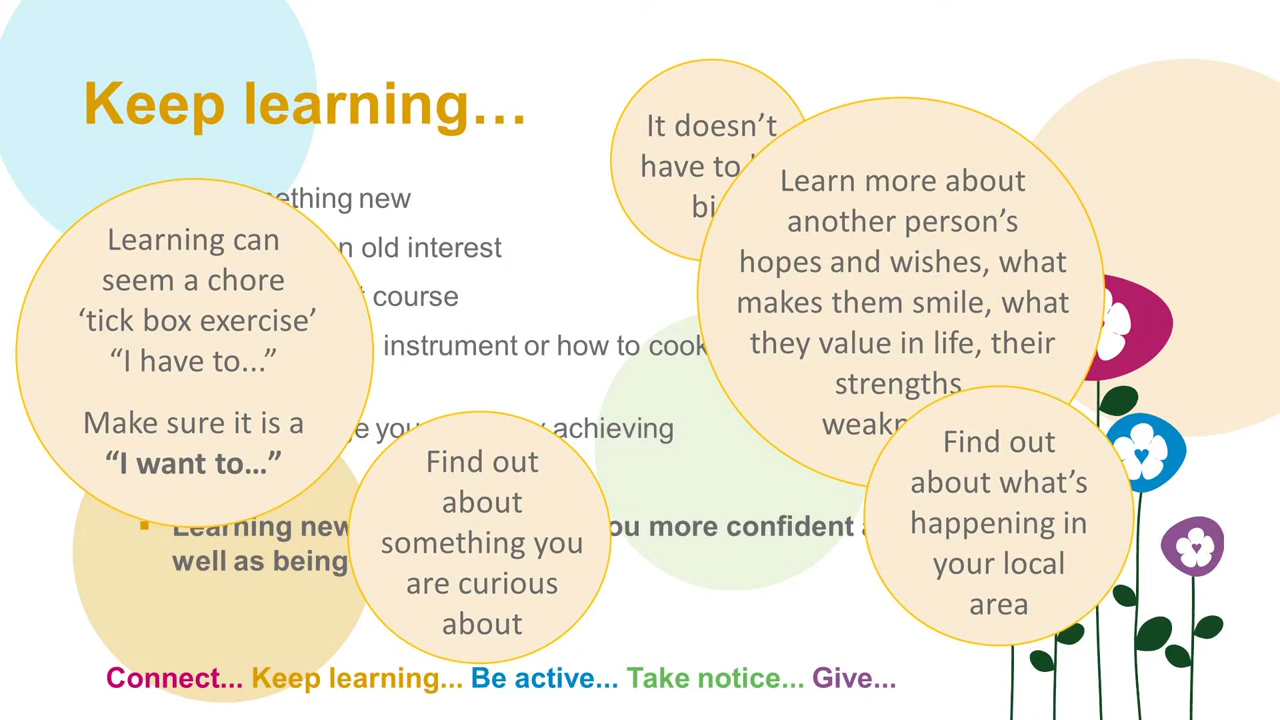 Keep learning…
It doesn’t
have to
Learn more about
another person’s
hopes and wishes, what
makes them smile, what
they value in life, their
strengths
Learning can
seem a chore
‘tick box exercise’
“I have to...”
Make sure it is a
“I want to…”
new
old interest
course
instrument or how to cook
achieving
Find out
about
something you
are curious
about
Find out
about what’s
happening in
your local
area
Learning new
more confident
well as being
Connect... Keep learning... Be active... Take notice... Give...